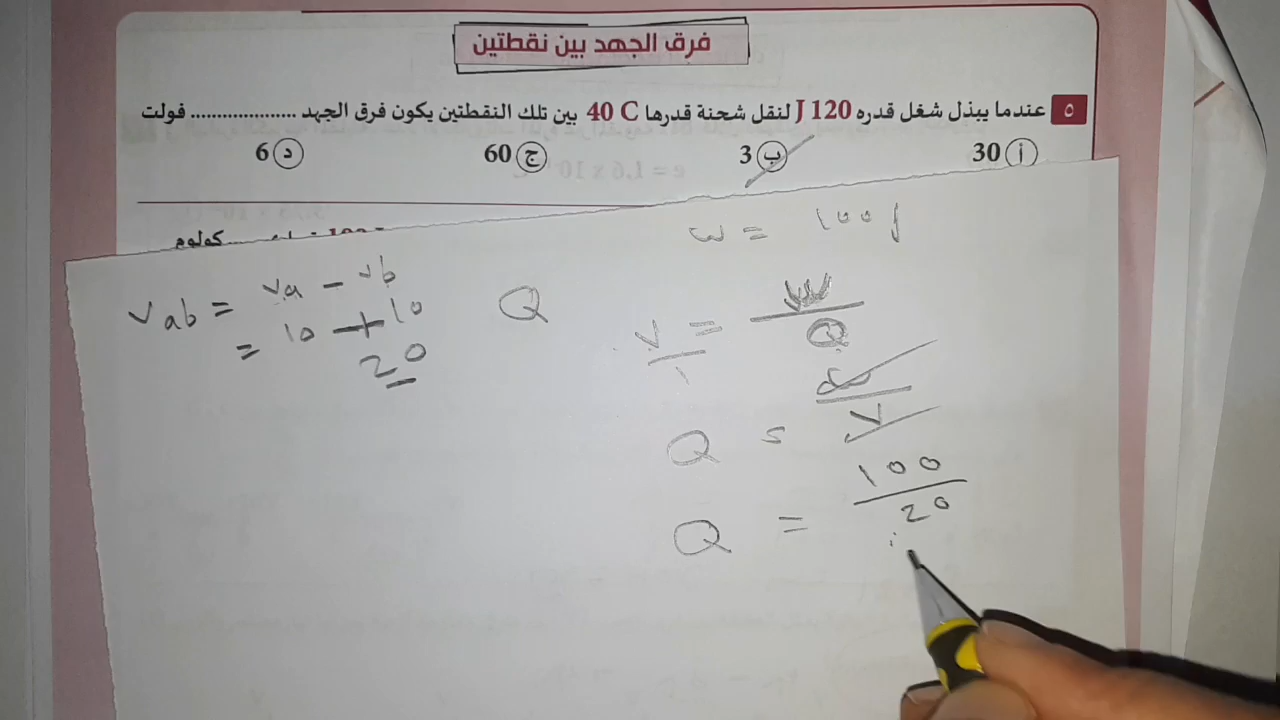 فرق الجهد بين نقطتين
٥ عندما يبذل شغل قدره 120 J لنقل شحنة قدرها 40 C بين تلك النقطتين يكون فرق الجهد .................... فولت
أ 30 ب 3 ج 60 د 6
كولوم
w = 100 J
Vab = Va - Vb
= 10 + 10
20
Q
V = W / Q
1
Q = W / V
Q = 100 / 20